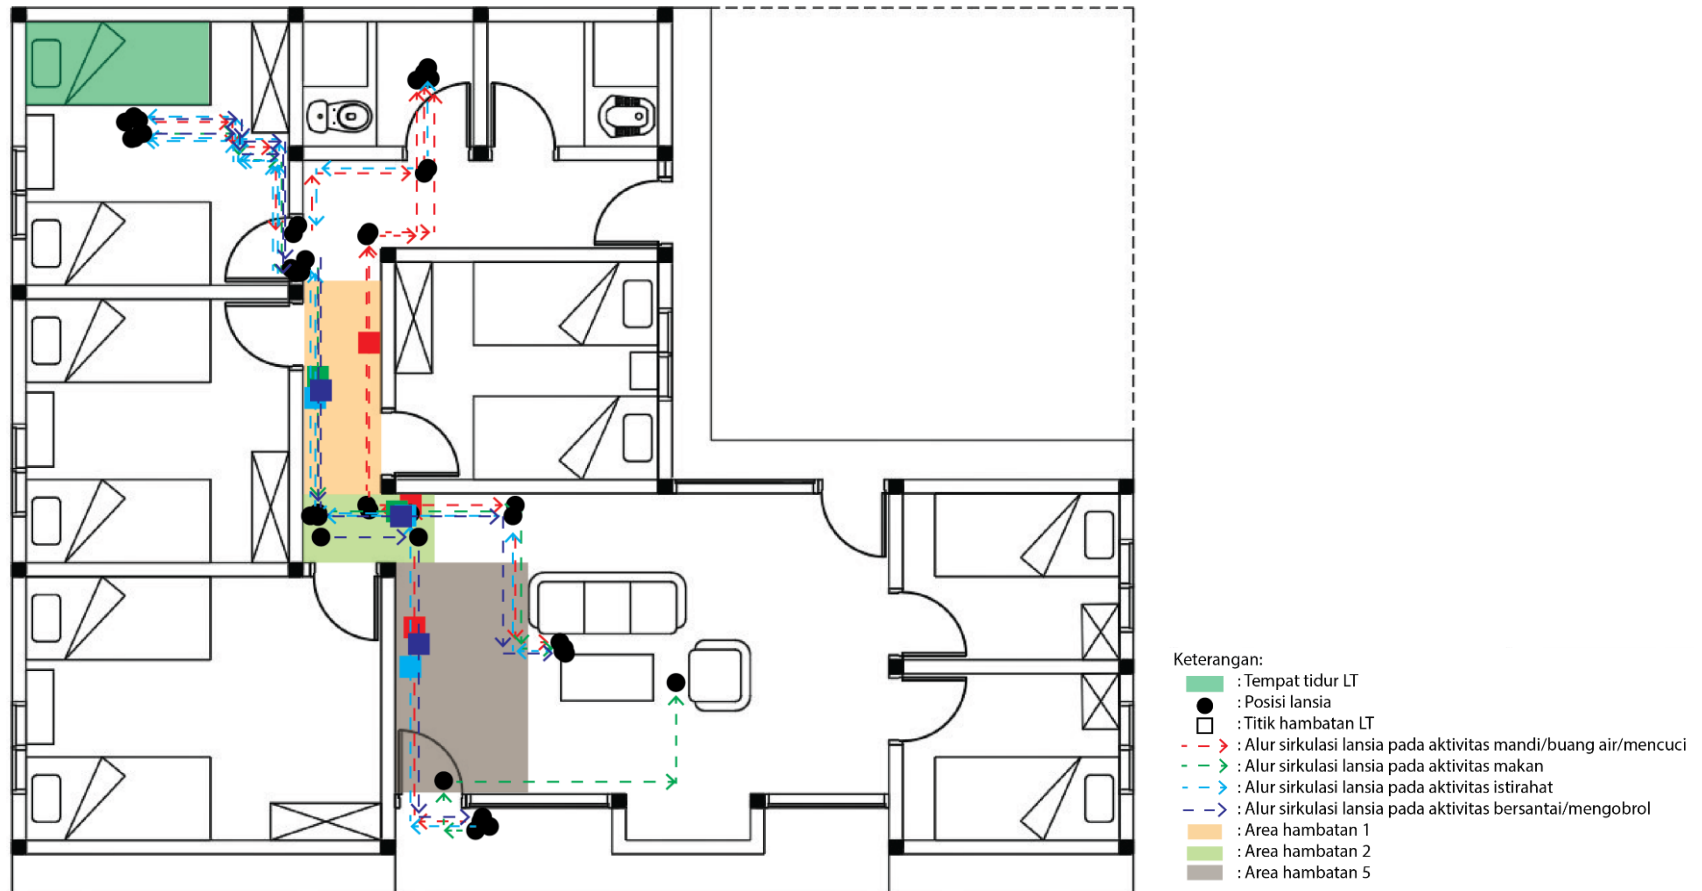 Keterangan:
: Tempat tidur LT
: Posisi lansia
: Titik hambatan LT
: Alur sirkulasi lansia pada aktivitas mandi/buang air/mencuci
: Alur sirkulasi lansia pada aktivitas makan
: Alur sirkulasi lansia pada aktivitas istirahat
: Alur sirkulasi lansia pada aktivitas bersantai/mengobrol
: Area hambatan 1
: Area hambatan 2
: Area hambatan 5